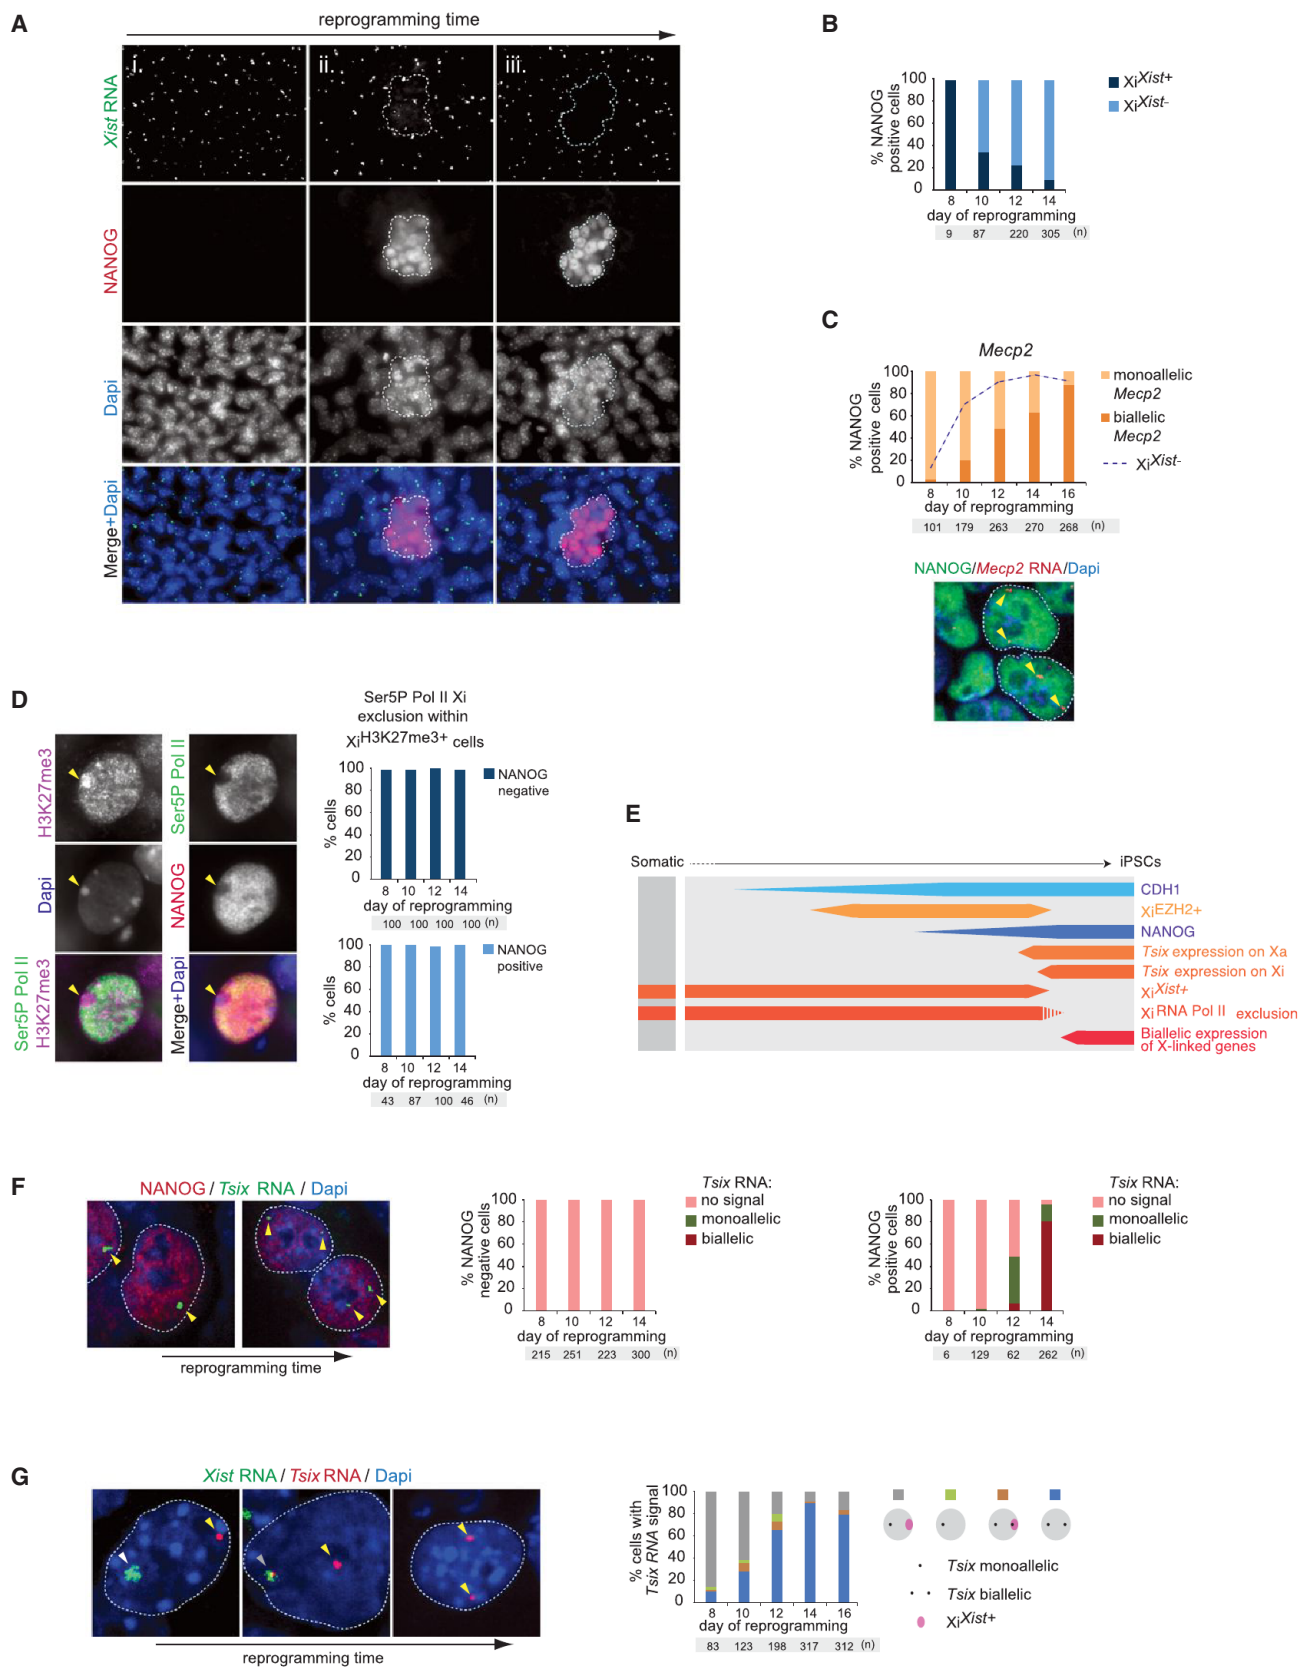 A
reprogramming time
i.
ii.
iii.
Xist RNA
NANOG
Dapi
Merge+Dapi
B
100
80
60
40
20
0
% NANOG
positive cells
XiXist+
XiXist-
8 10 12 14
day of reprogramming
9 87 220 305 (n)
C
Mecp2
100
80
60
40
20
0
% NANOG
positive cells
monoallelic
Mecp2
biallelic
Mecp2
XiXist-
8 10 12 14 16
day of reprogramming
101 179 263 270 268 (n)
NANOG/Mecp2 RNA/Dapi
D
H3K27me3
Ser5P Pol II
Dapi
NANOG
Ser5P Pol II
H3K27me3
Merge+Dapi
Ser5P Pol II Xi
exclusion within
XiH3K27me3+ cells
100
80
60
40
20
0
% cells
NANOG
negative
8 10 12 14
day of reprogramming
100 100 100 100 (n)
100
80
60
40
20
0
% cells
NANOG
positive
8 10 12 14
day of reprogramming
43 87 100 46 (n)
E
Somatic
iPSCs
CDH1
XiEZH2+
NANOG
Tsix expression on Xa
Tsix expression on Xi
XiXist+
XiRNA Pol II exclusion
Biallelic expression
of X-linked genes
F
NANOG / Tsix RNA / Dapi
reprogramming time
100
80
60
40
20
0
% NANOG
negative cells
Tsix RNA:
no signal
monoallelic
biallelic
8 10 12 14
day of reprogramming
215 251 223 300 (n)
100
80
60
40
20
0
% NANOG
positive cells
Tsix RNA:
no signal
monoallelic
biallelic
8 10 12 14
day of reprogramming
6 129 62 262 (n)
G
Xist RNA / Tsix RNA / Dapi
reprogramming time
100
80
60
40
20
0
% cells with
Tsix RNA signal
8 10 12 14 16
day of reprogramming
83 123 198 317 312 (n)
Tsix monoallelic
Tsix biallelic
XiXist+